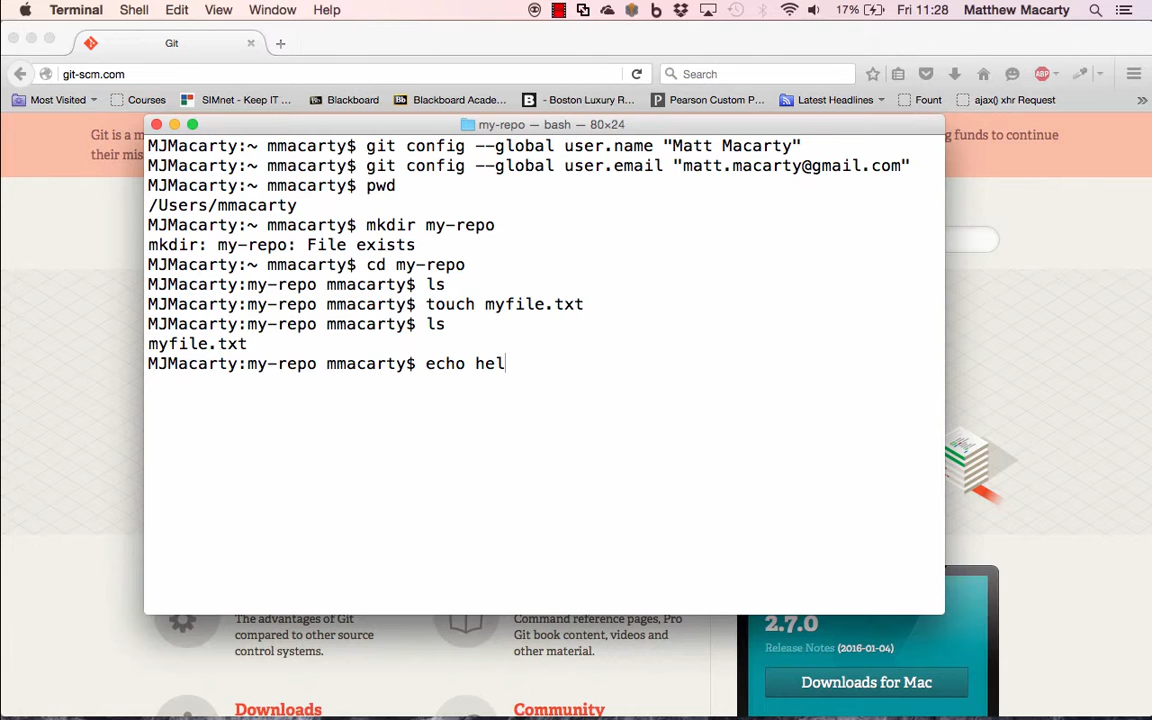 Terminal Shell Edit View Window Help 17% Fri 11:28 Matthew Macarty
Git
git-scm.com Search
Most Visited Courses SIMnet - Keep IT ... Blackboard Blackboard Acade... - Boston Luxury R... Pearson Custom P... Latest Headlines Fount ajax() xhr Request
Git is a m
ng funds to continue
their mis
my-repo — bash — 80×24
MJMacarty:~ mmacarty$ git config --global user.name "Matt Macarty"
MJMacarty:~ mmacarty$ git config --global user.email "matt.macarty@gmail.com"
MJMacarty:~ mmacarty$ pwd
/Users/mmacarty
MJMacarty:~ mmacarty$ mkdir my-repo
mkdir: my-repo: File exists
MJMacarty:~ mmacarty$ cd my-repo
MJMacarty:my-repo mmacarty$ ls
MJMacarty:my-repo mmacarty$ touch myfile.txt
MJMacarty:my-repo mmacarty$ ls
myfile.txt
MJMacarty:my-repo mmacarty$ echo hel
The advantages of Git
compared to other source
control systems.
Command reference pages, Pro
Git book content, videos and
other material.
2.7.0
Release Notes (2016-01-04)
Downloads for Mac
Downloads
Community